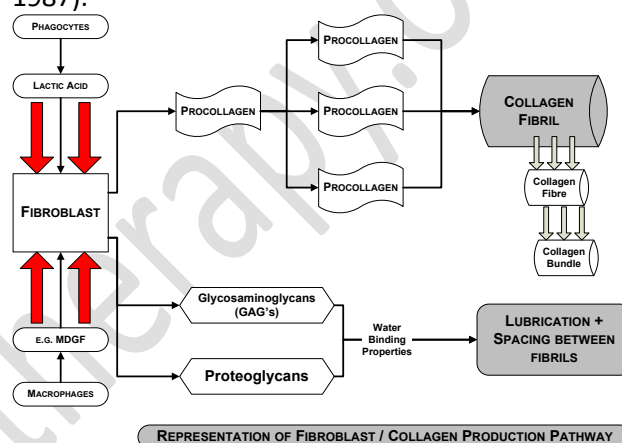 1987).
PHAGOCYTES
LACTIC ACID
FIBROBLAST
E.G. MDGF
MACROPHAGES
PROCOLLAGEN
PROCOLLAGEN
PROCOLLAGEN
PROCOLLAGEN
COLLAGEN
FIBRIL
Collagen
Fibre
Collagen
Bundle
Glycosaminoglycans
(GAG's)
Proteoglycans
Water
Binding
Properties
LUBRICATION +
SPACING BETWEEN
FIBRILS
REPRESENTATION OF FIBROBLAST / COLLAGEN PRODUCTION PATHWAY
therapy.o